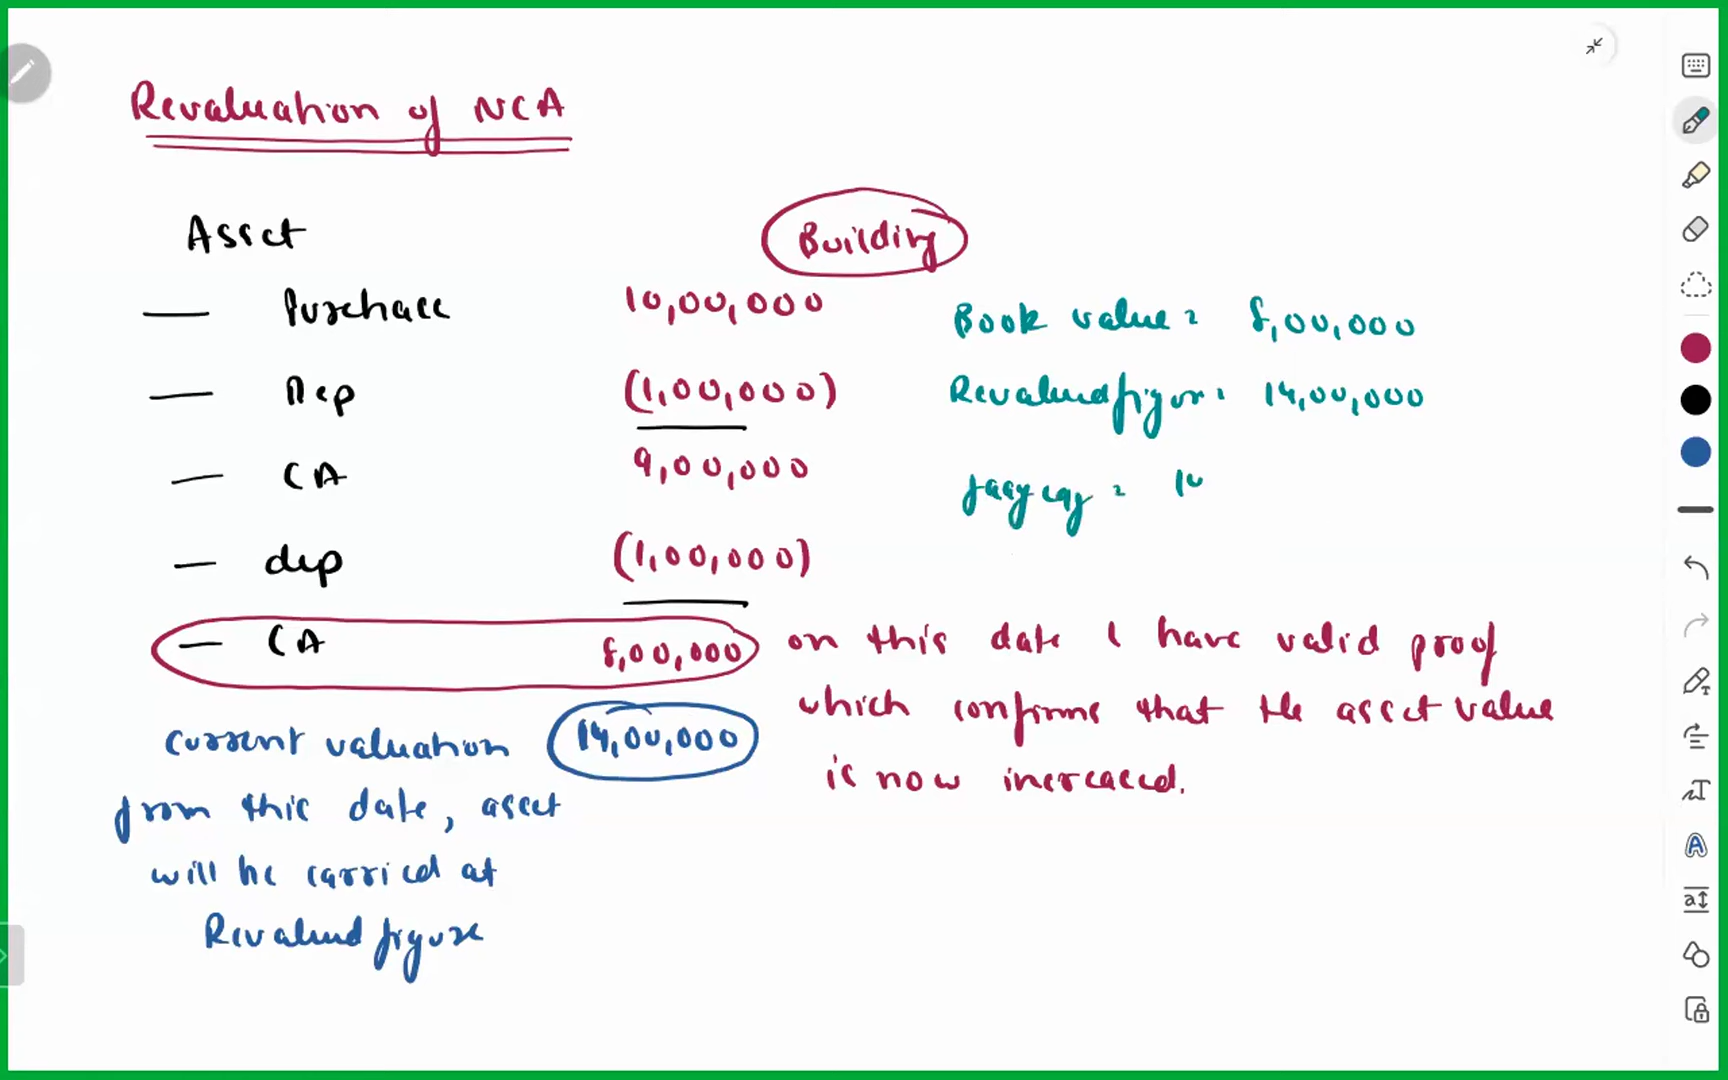 Revaluation of NCA
Asset
Building
— Purchase 10,00,000
— Dep (1,00,000)
— CA 9,00,000
— dep (1,00,000)
— CA 8,00,000
Book value = 8,00,000
Revalued figure = 14,00,000
= 10
on this date I have valid proof
which confirms that the asset value
is now increased.
current valuation 14,00,000
from this date, asset
will be carried at
Revalued figure